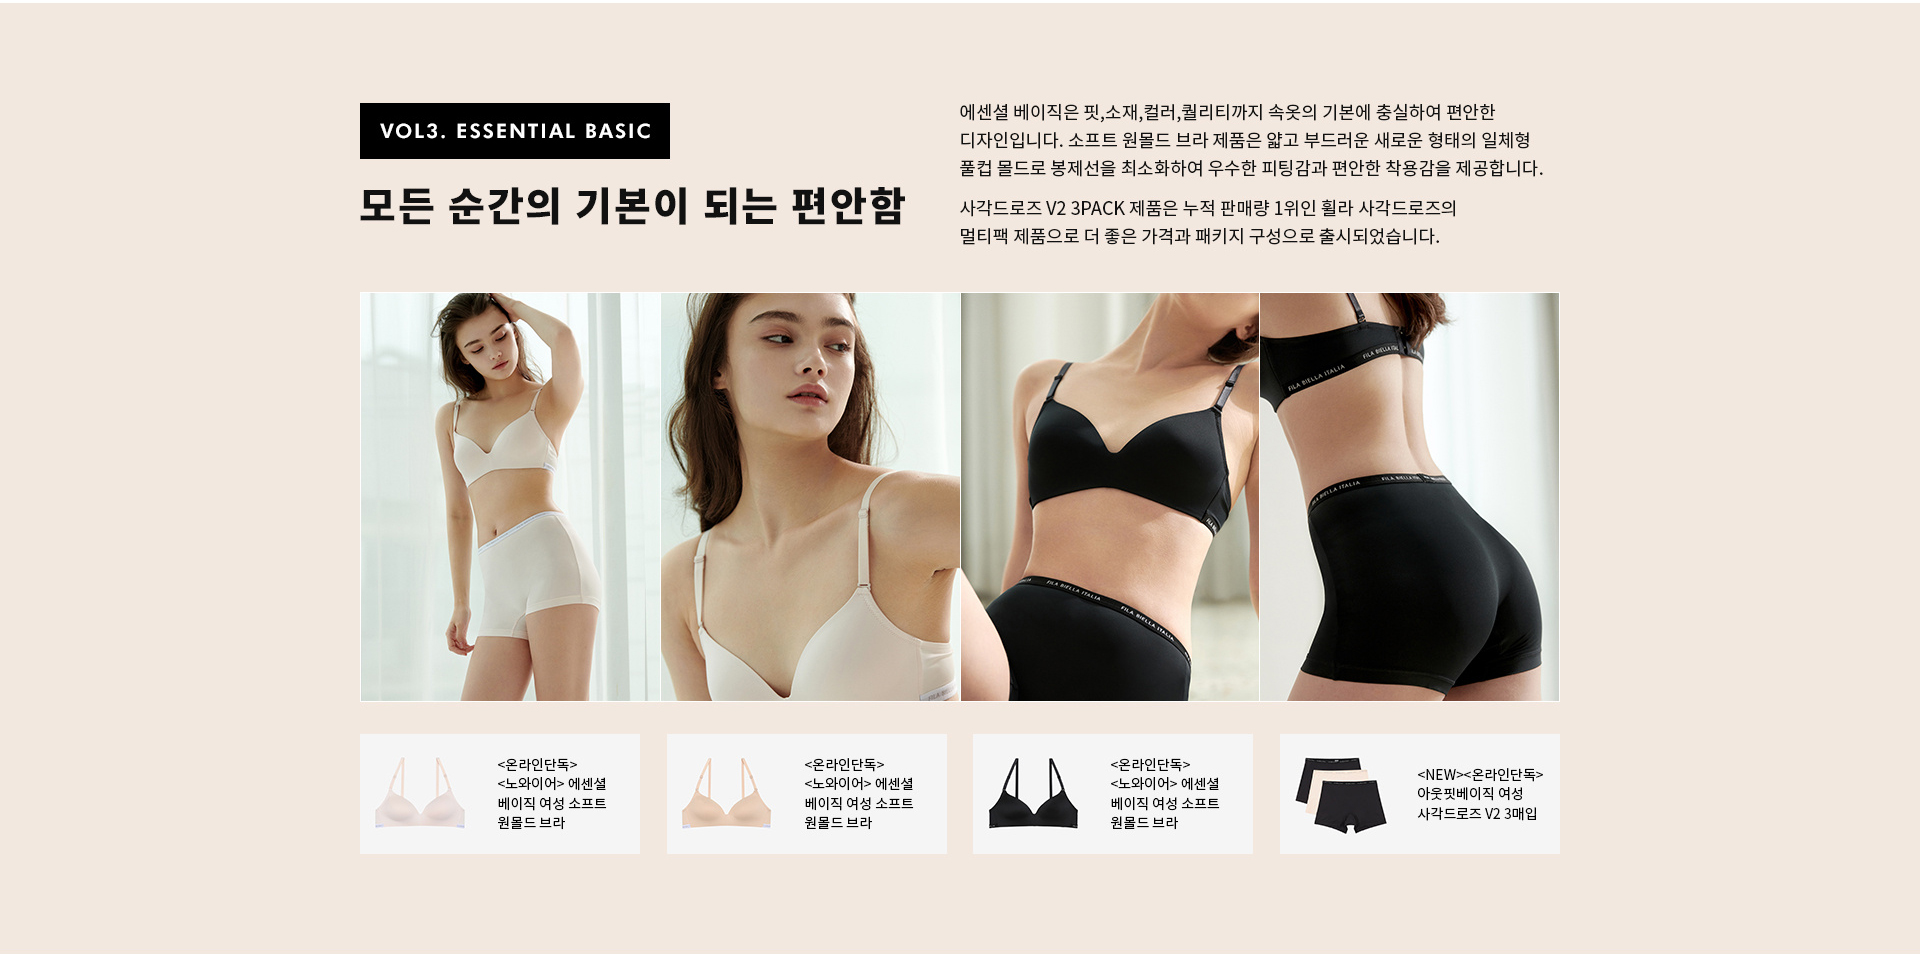 VOL3. ESSENTIAL BASIC
모든 순간의 기본이 되는 편안함
에센셜 베이직은 핏,소재,컬러,퀄리티까지 속옷의 기본에 충실하여 편안한
디자인입니다. 소프트 원몰드 브라 제품은 얇고 부드러운 새로운 형태의 일체형
풀컵 몰드로 봉제선을 최소화하여 우수한 피팅감과 편안한 착용감을 제공합니다.
사각드로즈 V2 3PACK 제품은 누적 판매량 1위인 휠라 사각드로즈의
멀티팩 제품으로 더 좋은 가격과 패키지 구성으로 출시되었습니다.
FILA BIELLA ITALIA
FILA BIELLA ITALIA
FILA BIELLA ITALIA
FILA BIELLA
<온라인단독>
<노와이어> 에센셜
베이직 여성 소프트
원몰드 브라
<온라인단독>
<노와이어> 에센셜
베이직 여성 소프트
원몰드 브라
<온라인단독>
<노와이어> 에센셜
베이직 여성 소프트
원몰드 브라
<NEW><온라인단독>
아웃핏베이직 여성
사각드로즈 V2 3매입